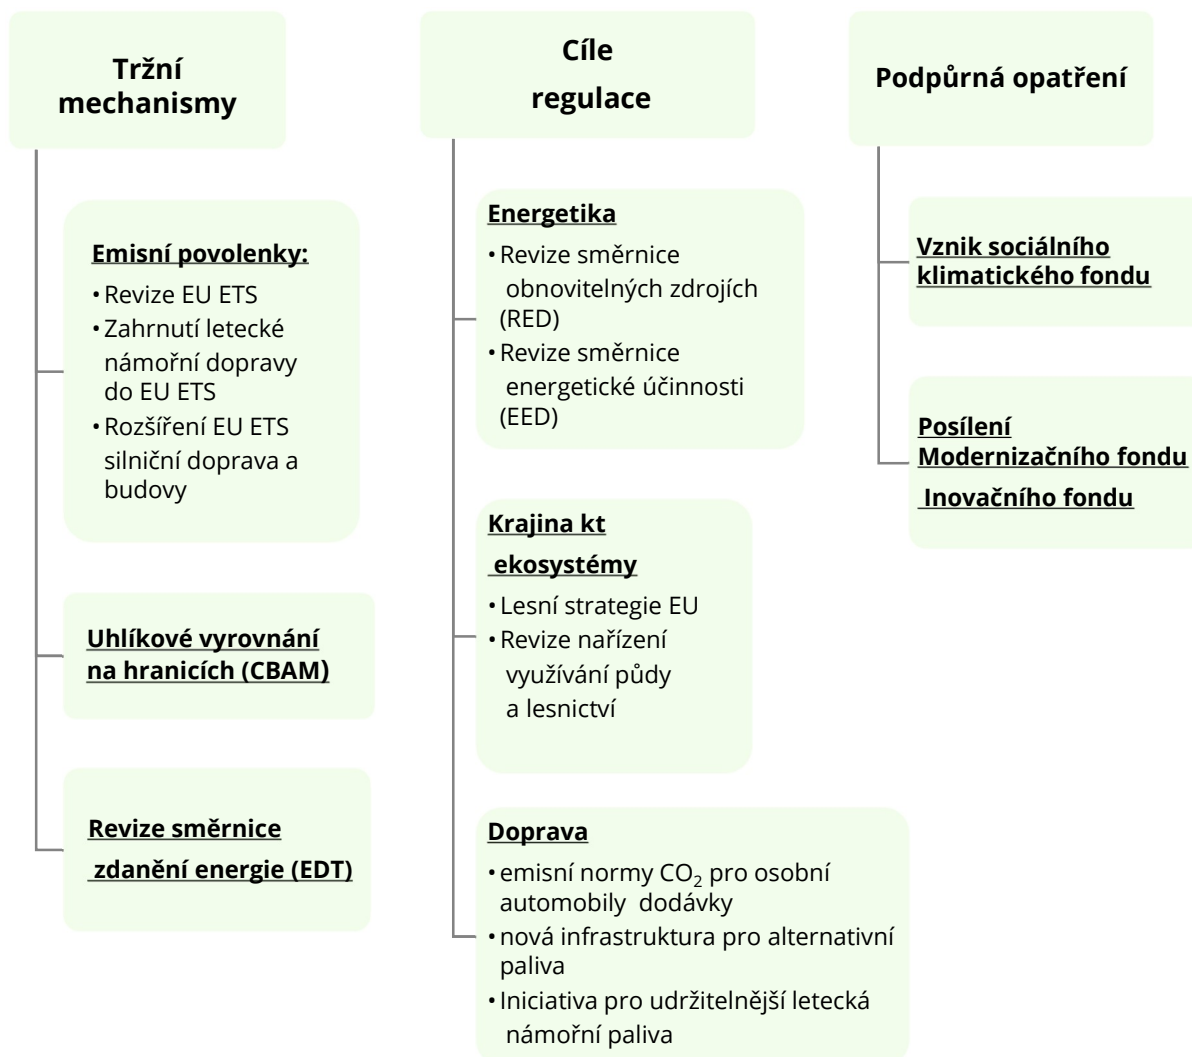 Tržní
mechanismy
Emisní povolenky:
• Revize EU ETS
• Zahrnutí letecké
námořní dopravy
do EU ETS
• Rozšíření EU ETS
silniční doprava a
budovy
Uhlíkové vyrovnání
na hranicích (CBAM)
Revize směrnice
zdanění energie (EDT)
Cíle
regulace
Energetika
• Revize směrnice
obnovitelných zdrojích
(RED)
• Revize směrnice
energetické účinnosti
(EED)
Krajina kt
ekosystémy
• Lesní strategie EU
• Revize nařízení
využívání půdy
a lesnictví
Doprava
• emisní normy CO₂ pro osobní
automobily dodávky
• nová infrastruktura pro alternativní
paliva
• Iniciativa pro udržitelnější letecká
námořní paliva
Podpůrná opatření
Vznik sociálního
klimatického fondu
Posílení
Modernizačního fondu
Inovačního fondu